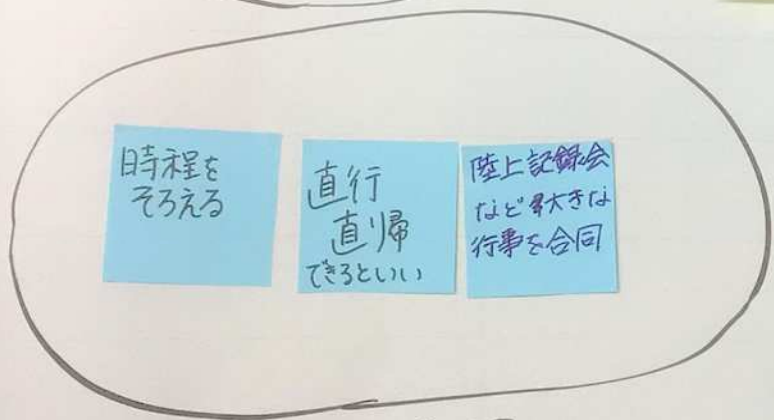 時程を
そろえる
直行
直帰
できるといい
陸上記録会
など大きな
行事を合同